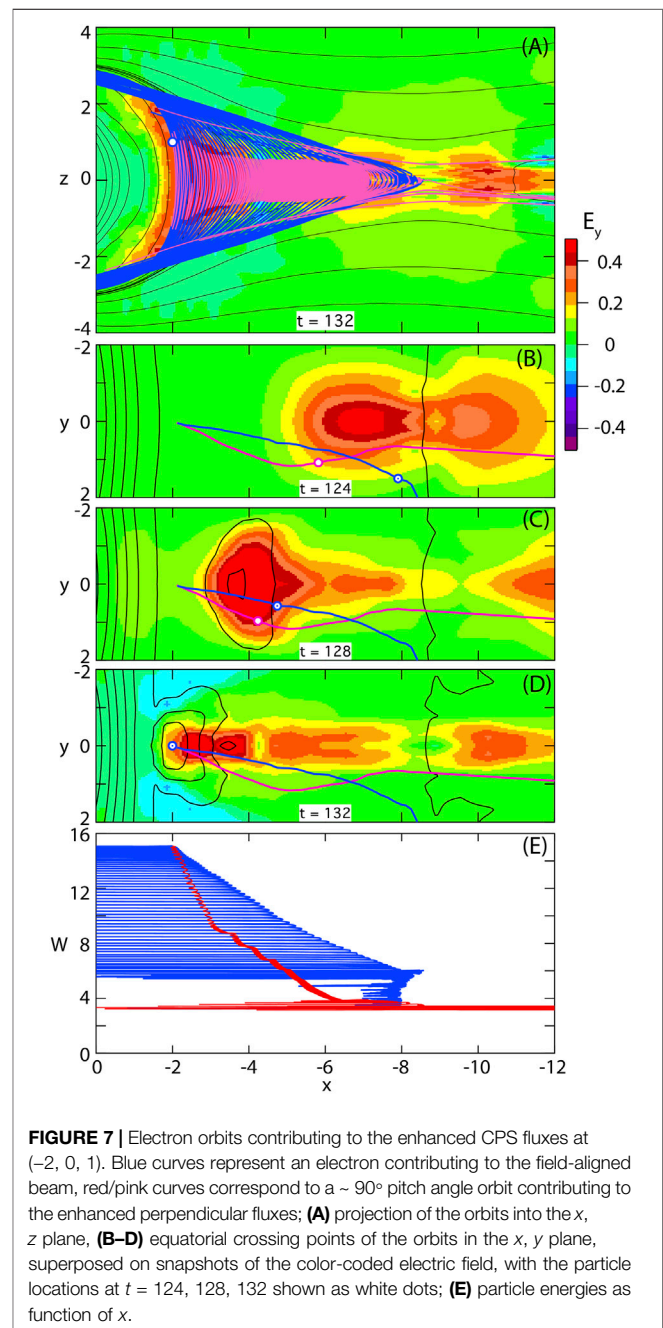 4
(A)
2
z 0
-2
-4
t = 132
E_y
0.4
0.2
0
-0.2
-0.4
-2
(B)
y 0
2
t = 124
-2
(C)
y 0
2
t = 128
-2
(D)
y 0
2
t = 132
16
(E)
12
W
8
4
0
0 -2 -4 -6 -8 -10 -12
x
FIGURE 7 | Electron orbits contributing to the enhanced CPS fluxes at
(−2, 0, 1). Blue curves represent an electron contributing to the field-aligned
beam, red/pink curves correspond to a ~ 90° pitch angle orbit contributing to
the enhanced perpendicular fluxes; (A) projection of the orbits into the x,
z plane, (B–D) equatorial crossing points of the orbits in the x, y plane,
superposed on snapshots of the color-coded electric field, with the particle
locations at t = 124, 128, 132 shown as white dots; (E) particle energies as
function of x.